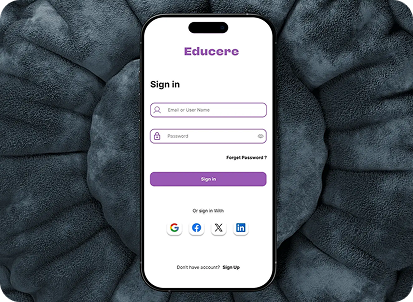 Educere
Sign in
Email or User Name
Password
Forget Password ?
Sign in
Or sign in With
Don't have account? Sign Up